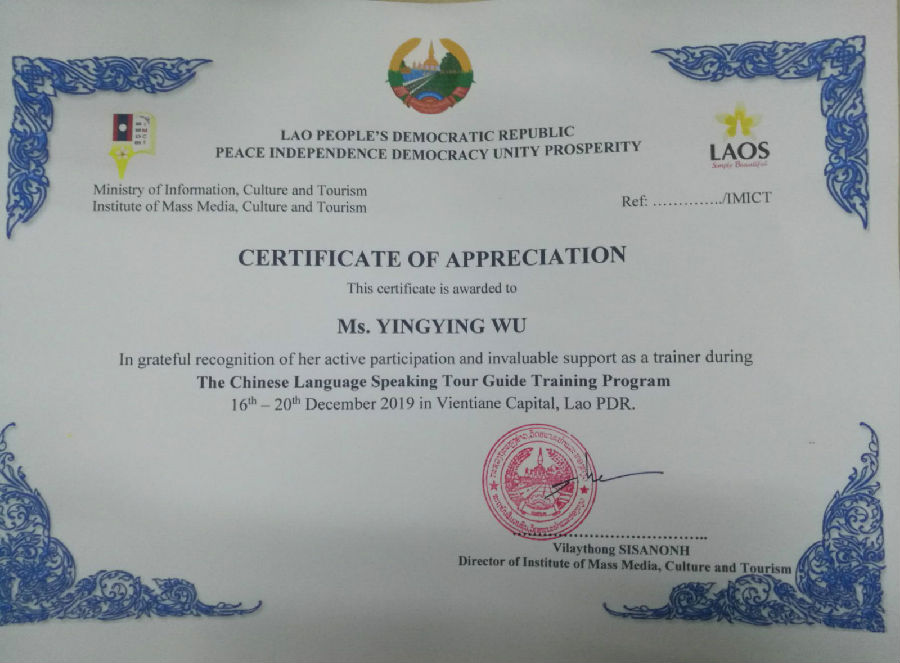 LAO PEOPLE'S DEMOCRATIC REPUBLIC
PEACE INDEPENDENCE DEMOCRACY UNITY PROSPERITY
LAOS
Simply Beautiful
Ministry of Information, Culture and Tourism
Institute of Mass Media, Culture and Tourism
Ref: ............../IMICT
CERTIFICATE OF APPRECIATION
This certificate is awarded to
Ms. YINGYING WU
In grateful recognition of her active participation and invaluable support as a trainer during
The Chinese Language Speaking Tour Guide Training Program
16th – 20th December 2019 in Vientiane Capital, Lao PDR.
Vilaythong SISANONH
Director of Institute of Mass Media, Culture and Tourism